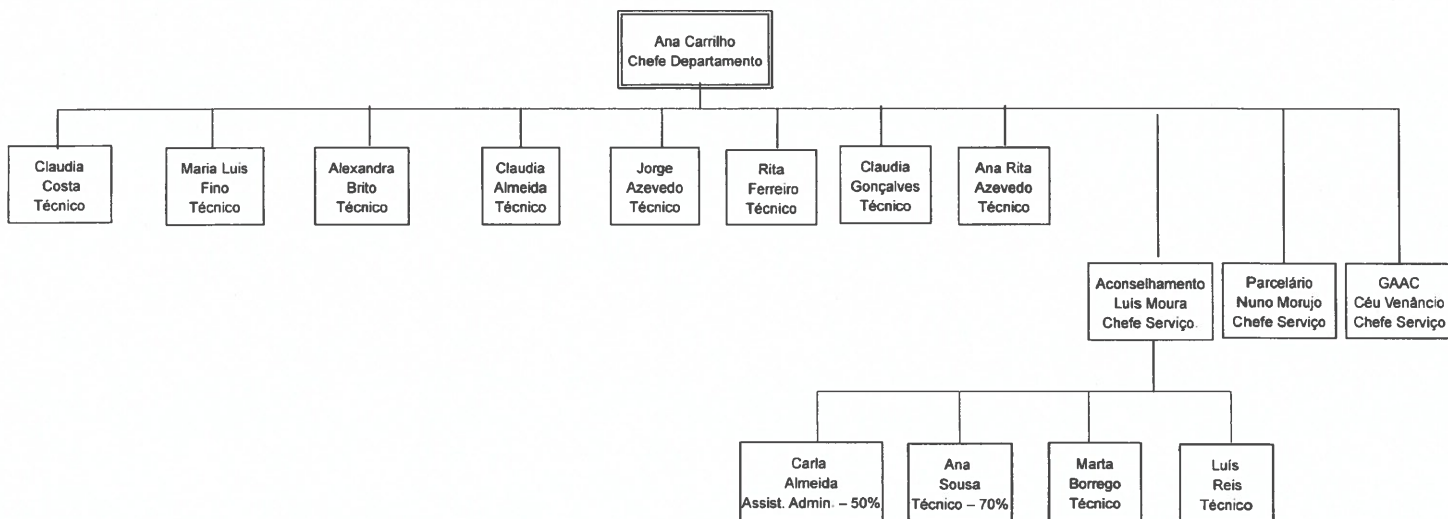 Ana Carrilho
Chefe Departamento
Claudia
Costa
Técnico
Maria Luis
Fino
Técnico
Alexandra
Brito
Técnico
Claudia
Almeida
Técnico
Jorge
Azevedo
Técnico
Rita
Ferreiro
Técnico
Claudia
Gonçalves
Técnico
Ana Rita
Azevedo
Técnico
Aconselhamento
Luis Moura
Chefe Serviço
Parcelário
Nuno Morujo
Chefe Serviço
GAAC
Céu Venâncio
Chefe Serviço
Carla
Almeida
Assist. Admin. – 50%
Ana
Sousa
Técnico – 70%
Marta
Borrego
Técnico
Luís
Reis
Técnico